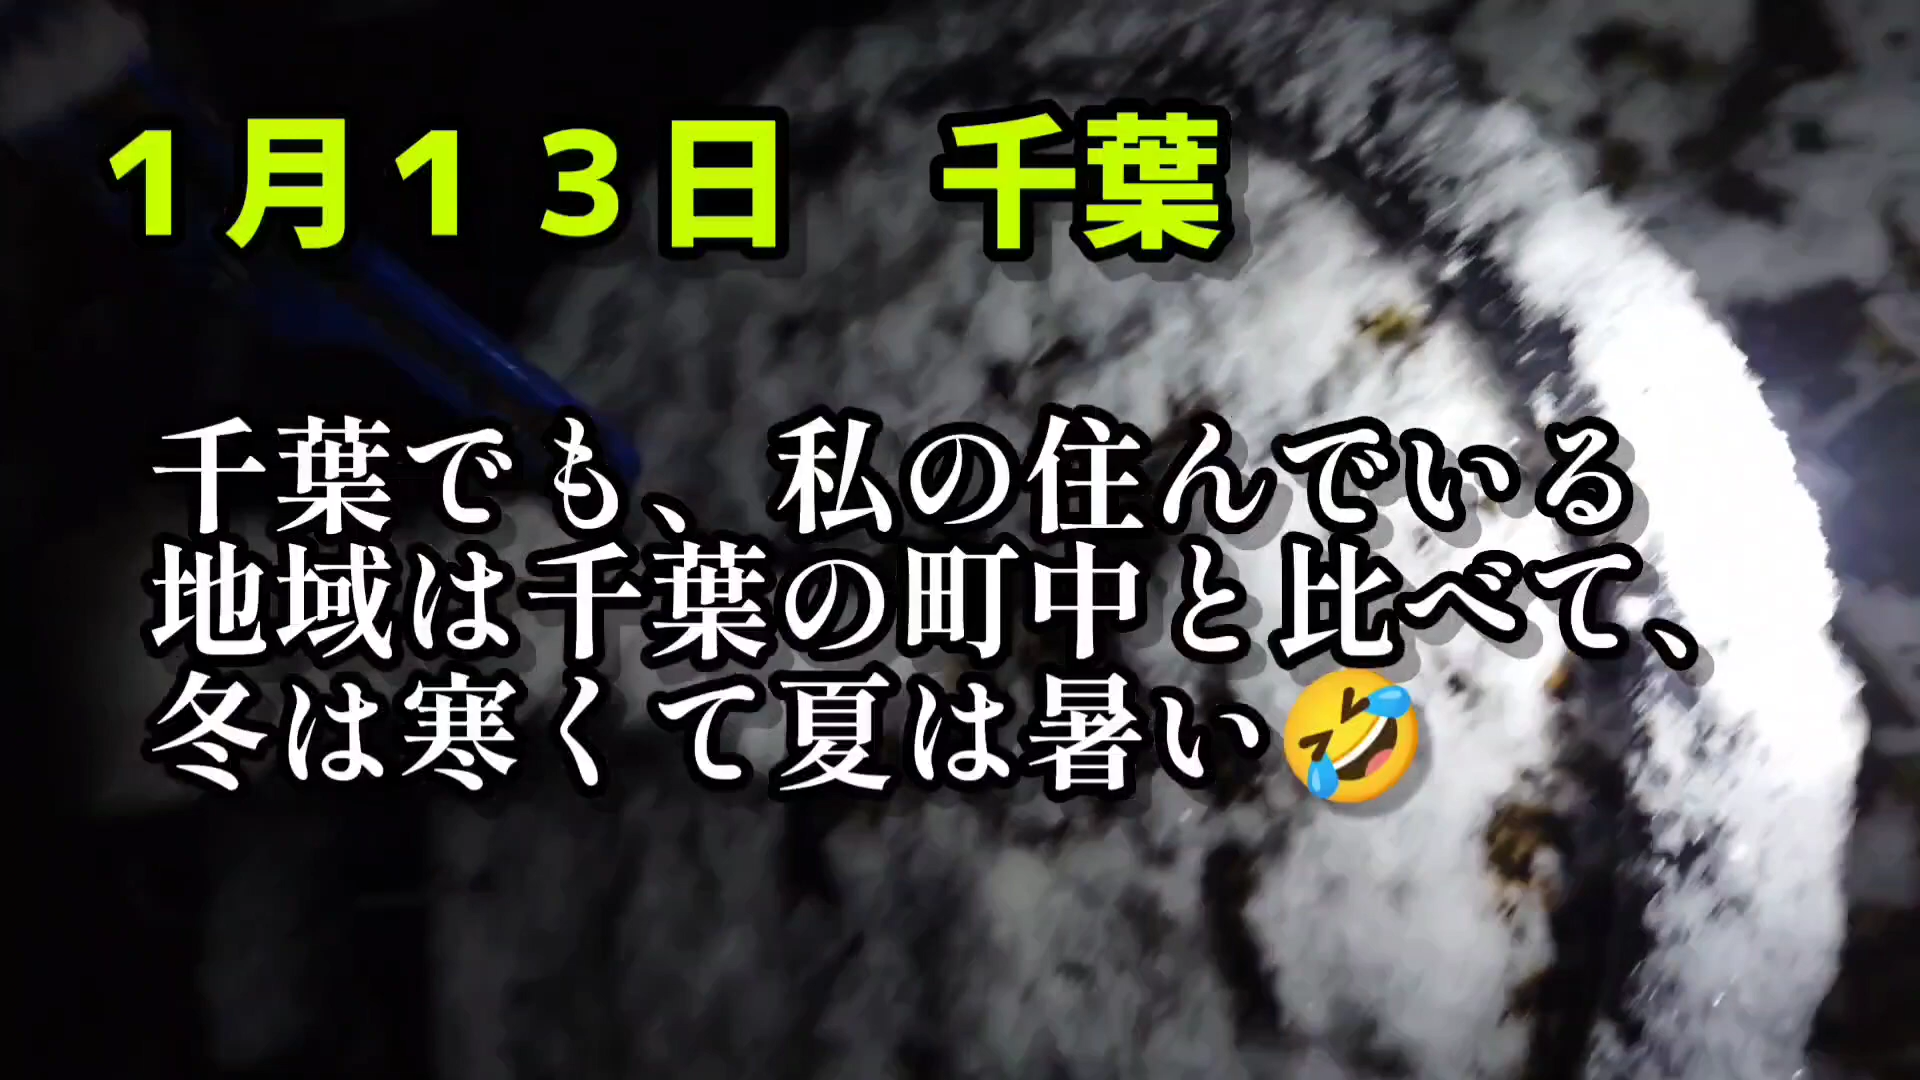 1月13日　千葉
千葉でも、私の住んでいる
地域は千葉の町中と比べて、
冬は寒くて夏は暑い🤣